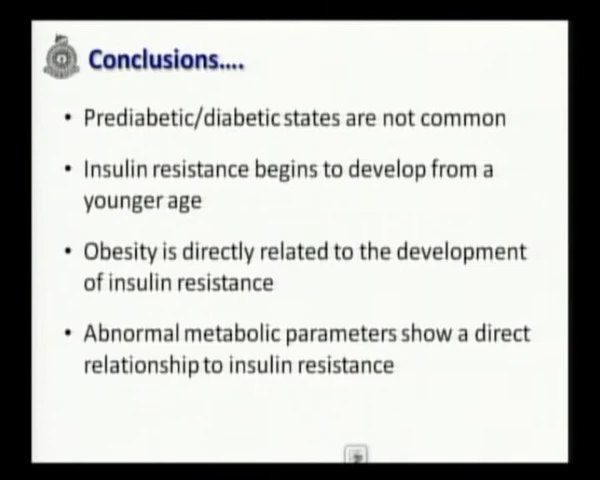 Conclusions....
• Prediabetic/diabetic states are not common
• Insulin resistance begins to develop from a
younger age
• Obesity is directly related to the development
of insulin resistance
• Abnormal metabolic parameters show a direct
relationship to insulin resistance